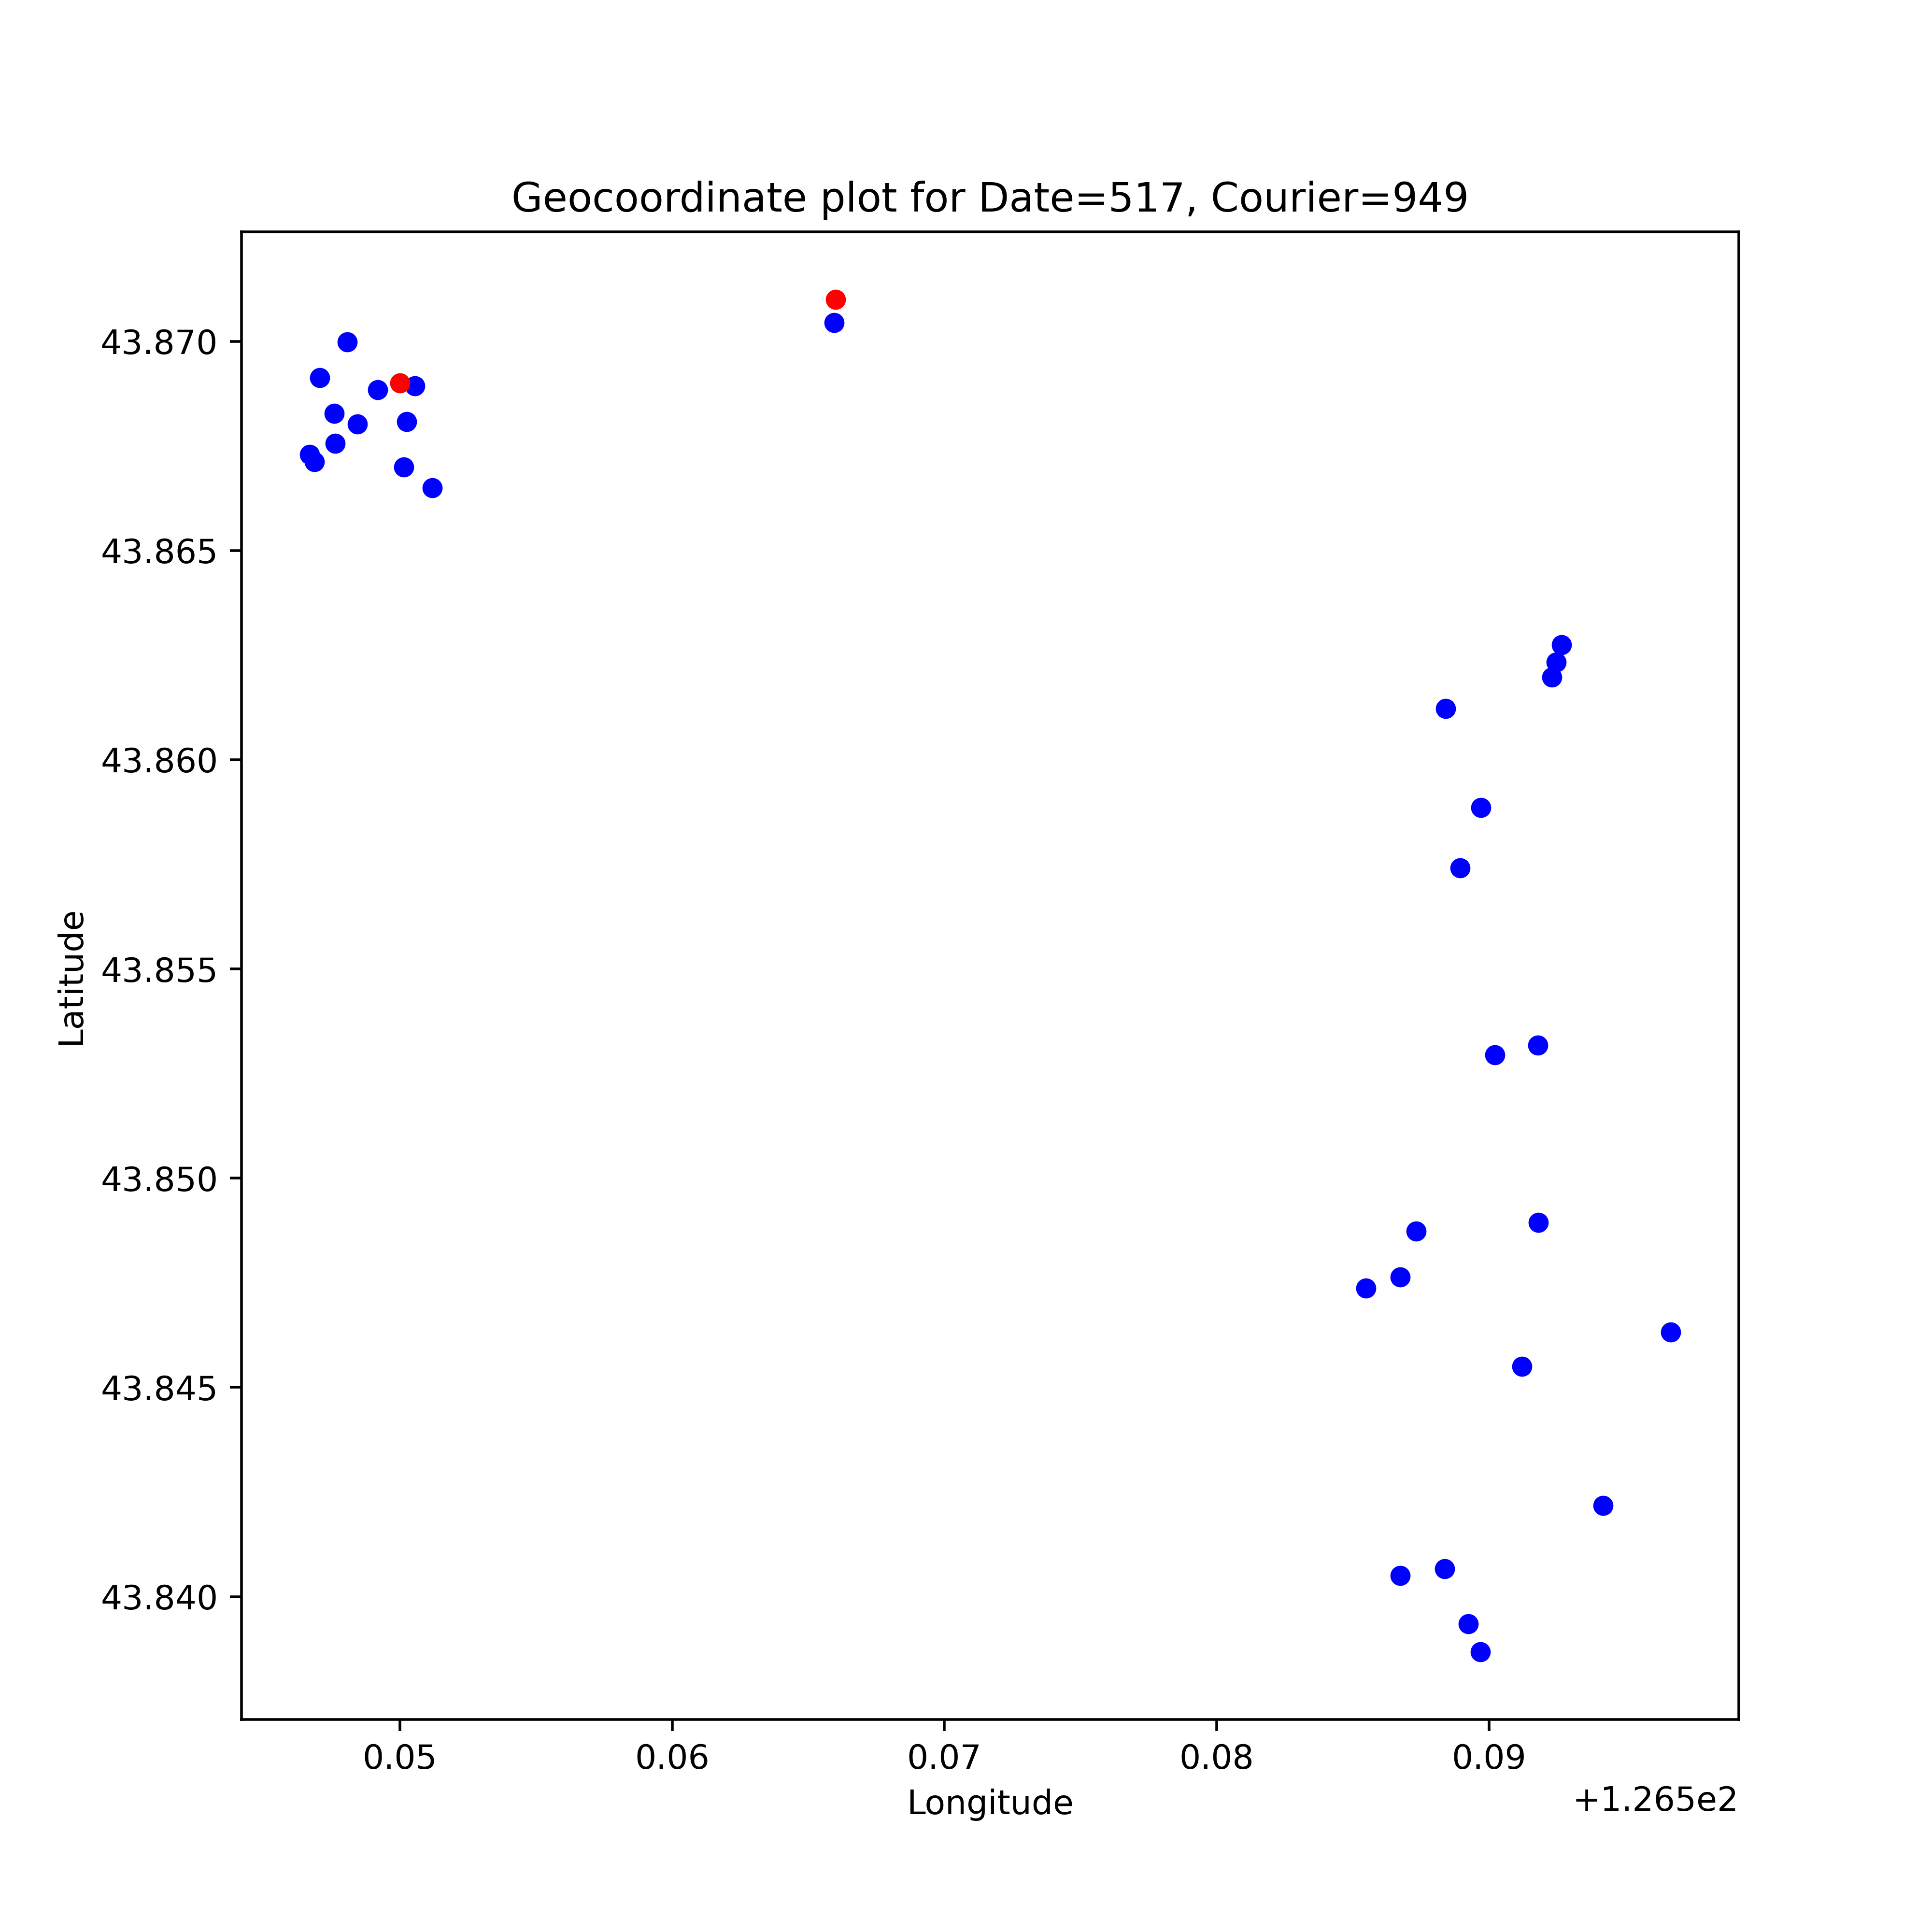 Geocoordinate plot for Date=517, Courier=949
43.870
43.865
43.860
43.855
43.850
43.845
43.840
Latitude
0.05 0.06 0.07 0.08 0.09
Longitude
+1.265e2